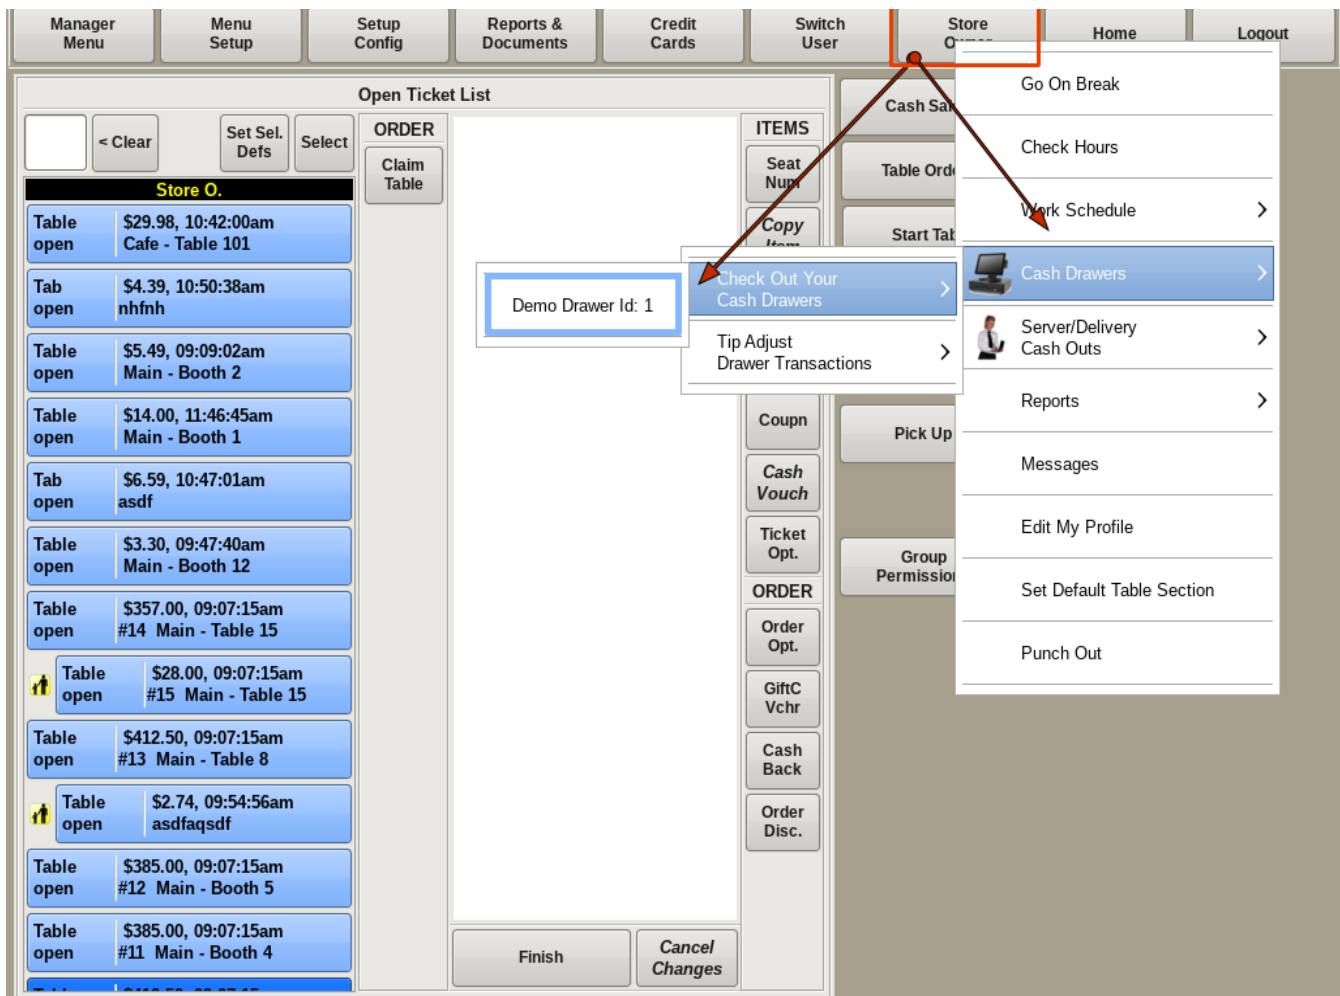 Manager
Menu
Menu
Setup
Setup
Config
Reports &
Documents
Credit
Cards
Switch
User
Store
Home
Logout
Open Ticket List
< Clear
Set Sel.
Defs
Select
Store O.
Table $29.98, 10:42:00am
open Cafe - Table 101
Tab $4.39, 10:50:38am
open nhfnh
Table $5.49, 09:09:02am
open Main - Booth 2
Table $14.00, 11:46:45am
open Main - Booth 1
Tab $6.59, 10:47:01am
open asdf
Table $3.30, 09:47:40am
open Main - Booth 12
Table $357.00, 09:07:15am
open #14 Main - Table 15
Table $28.00, 09:07:15am
open #15 Main - Table 15
Table $412.50, 09:07:15am
open #13 Main - Table 8
Table $2.74, 09:54:56am
open asdfaqsdf
Table $385.00, 09:07:15am
open #12 Main - Booth 5
Table $385.00, 09:07:15am
open #11 Main - Booth 4
ORDER
Claim
Table
Finish
Cancel
Changes
ITEMS
Seat
Num
Copy
Item
Coupn
Cash
Vouch
Ticket
Opt.
ORDER
Order
Opt.
GiftC
Vchr
Cash
Back
Order
Disc.
Cash Sa
Table Orde
Start Tab
Pick Up
Group
Permission
Demo Drawer Id: 1
Check Out Your
Cash Drawers
Tip Adjust
Drawer Transactions
Go On Break
Check Hours
Work Schedule
Cash Drawers
Server/Delivery
Cash Outs
Reports
Messages
Edit My Profile
Set Default Table Section
Punch Out